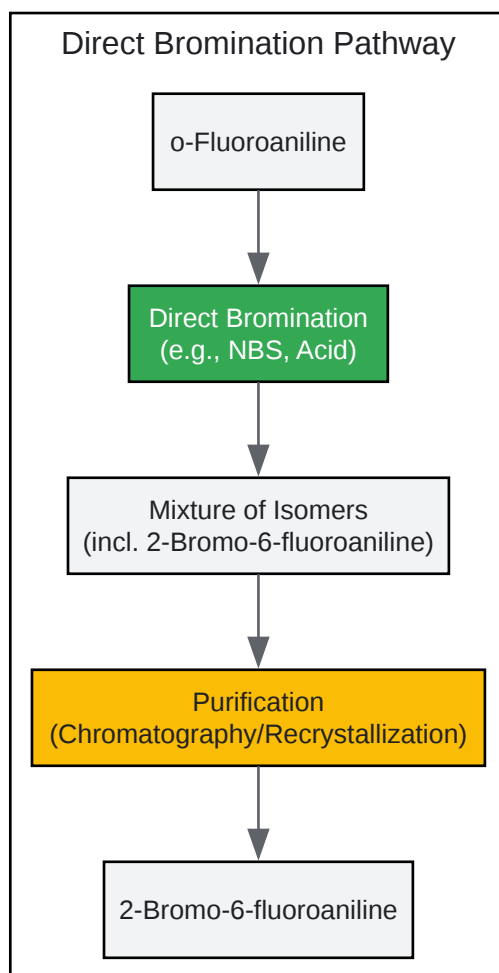 Direct Bromination Pathway
o-Fluoroaniline
Direct Bromination
(e.g., NBS, Acid)
Mixture of Isomers
(incl. 2-Bromo-6-fluoroaniline)
Purification
(Chromatography/Recrystallization)
2-Bromo-6-fluoroaniline